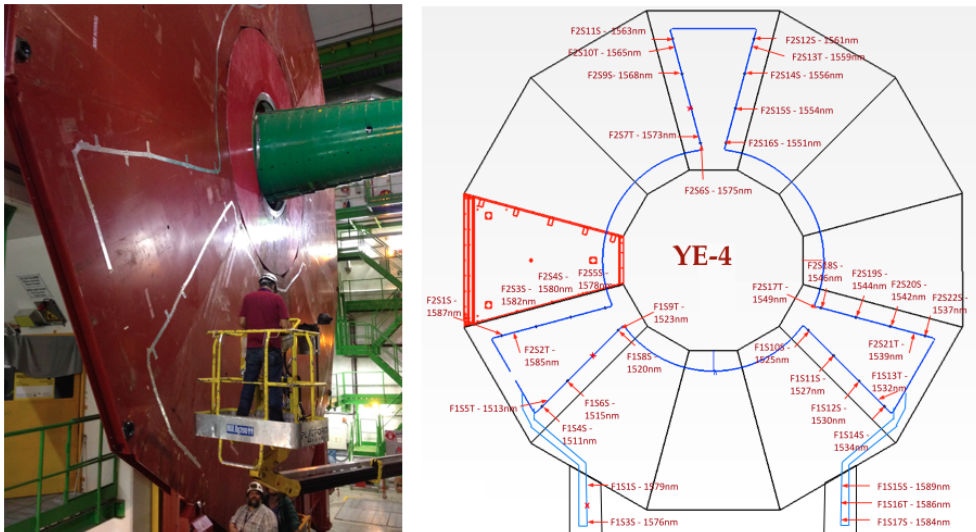 F2S11S - 1563nm
F2S10T - 1565nm
F2S9S - 1568nm
F2S7T - 1573nm
F2S6S - 1575nm
F2S12S - 1561nm
F2S13T - 1559nm
F2S14S - 1556nm
F2S15S - 1554nm
F2S16S - 1551nm
YE-4
F2S5S -
1578nm
F2S4S -
1580nm
F2S3S -
1582nm
F2S1S -
1587nm
F2S2T -
1585nm
F1S9T -
1523nm
F1S8S -
1520nm
F1S6S -
1515nm
F1S5T - 1513nm
F1S4S -
1511nm
F1S1S - 1579nm
F1S3S - 1576nm
F2S18S -
1546nm
F2S17T -
1549nm
F2S19S -
1544nm
F2S20S -
1542nm
F2S22S -
1537nm
F2S21T -
1539nm
F1S10S -
1525nm
F1S11S -
1527nm
F1S13T -
1532nm
F1S12S -
1530nm
F1S14S -
1534nm
F1S15S - 1589nm
F1S16T - 1586nm
F1S17S - 1584nm